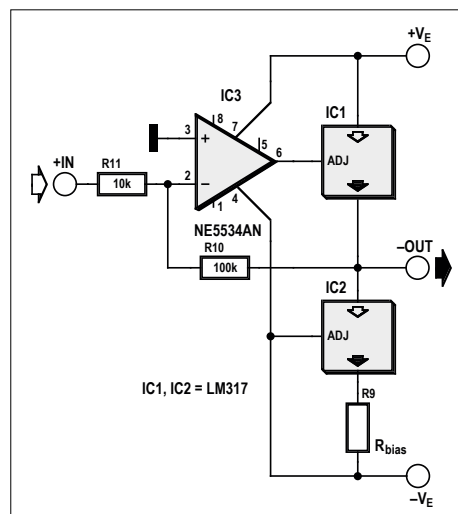 +VE
IC3
IC1
8
7
3
+
5
6
ADJ
+IN
R11
10k
2
−
1
4
NE5534AN
R10
100k
−OUT
IC2
ADJ
IC1, IC2 = LM317
R9
Rbias
−VE